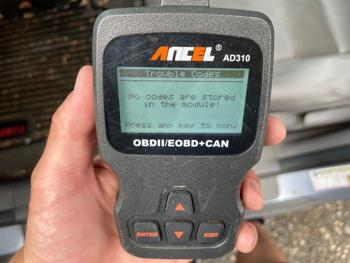 ANCEL®
AD310
Trouble Codes
No codes are stored
in the module!
Press any key to con.
OBDII/EOBD+CAN
ENTER
EXIT